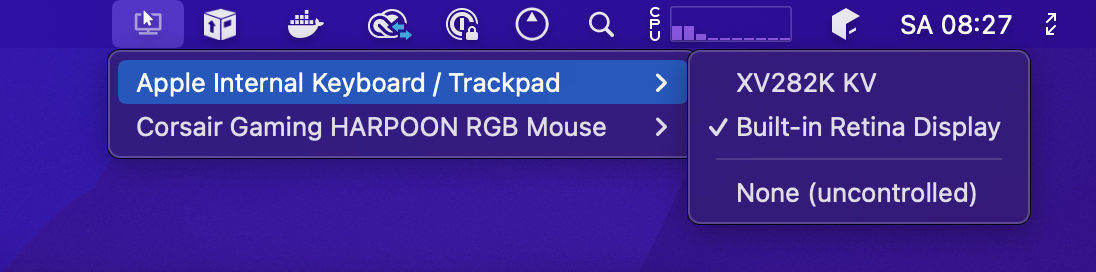 CPU
SA 08:27
Apple Internal Keyboard / Trackpad
Corsair Gaming HARPOON RGB Mouse
XV282K KV
✓ Built-in Retina Display
None (uncontrolled)